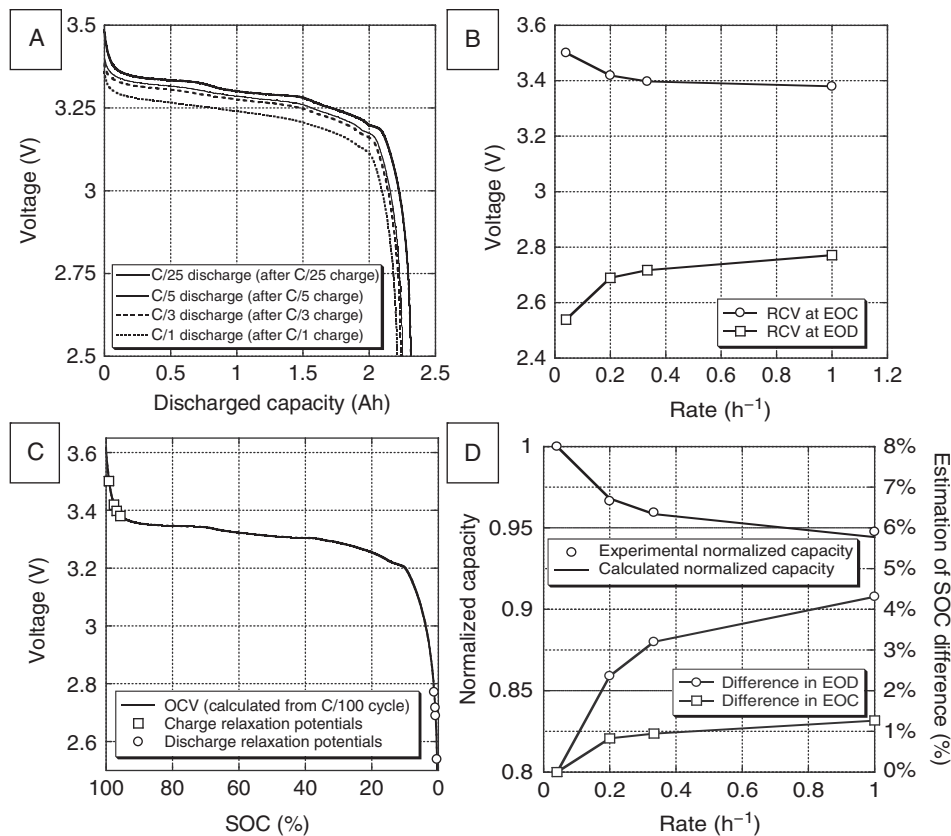 A
3.5
3.25
3
2.75
2.5
Voltage (V)
C/25 discharge (after C/25 charge)
C/5 discharge (after C/5 charge)
C/3 discharge (after C/3 charge)
C/1 discharge (after C/1 charge)
0 0.5 1 1.5 2 2.5
Discharged capacity (Ah)
B
3.6
3.4
3.2
3
2.8
2.6
2.4
Voltage (V)
RCV at EOC
RCV at EOD
0 0.2 0.4 0.6 0.8 1 1.2
Rate (h⁻¹)
C
3.6
3.4
3.2
3
2.8
2.6
Voltage (V)
OCV (calculated from C/100 cycle)
Charge relaxation potentials
Discharge relaxation potentials
100 80 60 40 20 0
SOC (%)
D
1
0.95
0.9
0.85
0.8
Normalized capacity
Experimental normalized capacity
Calculated normalized capacity
Difference in EOD
Difference in EOC
8%
7%
6%
5%
4%
3%
2%
1%
0%
Estimation of
SOC difference (%)
0 0.2 0.4 0.6 0.8 1
Rate (h⁻¹)